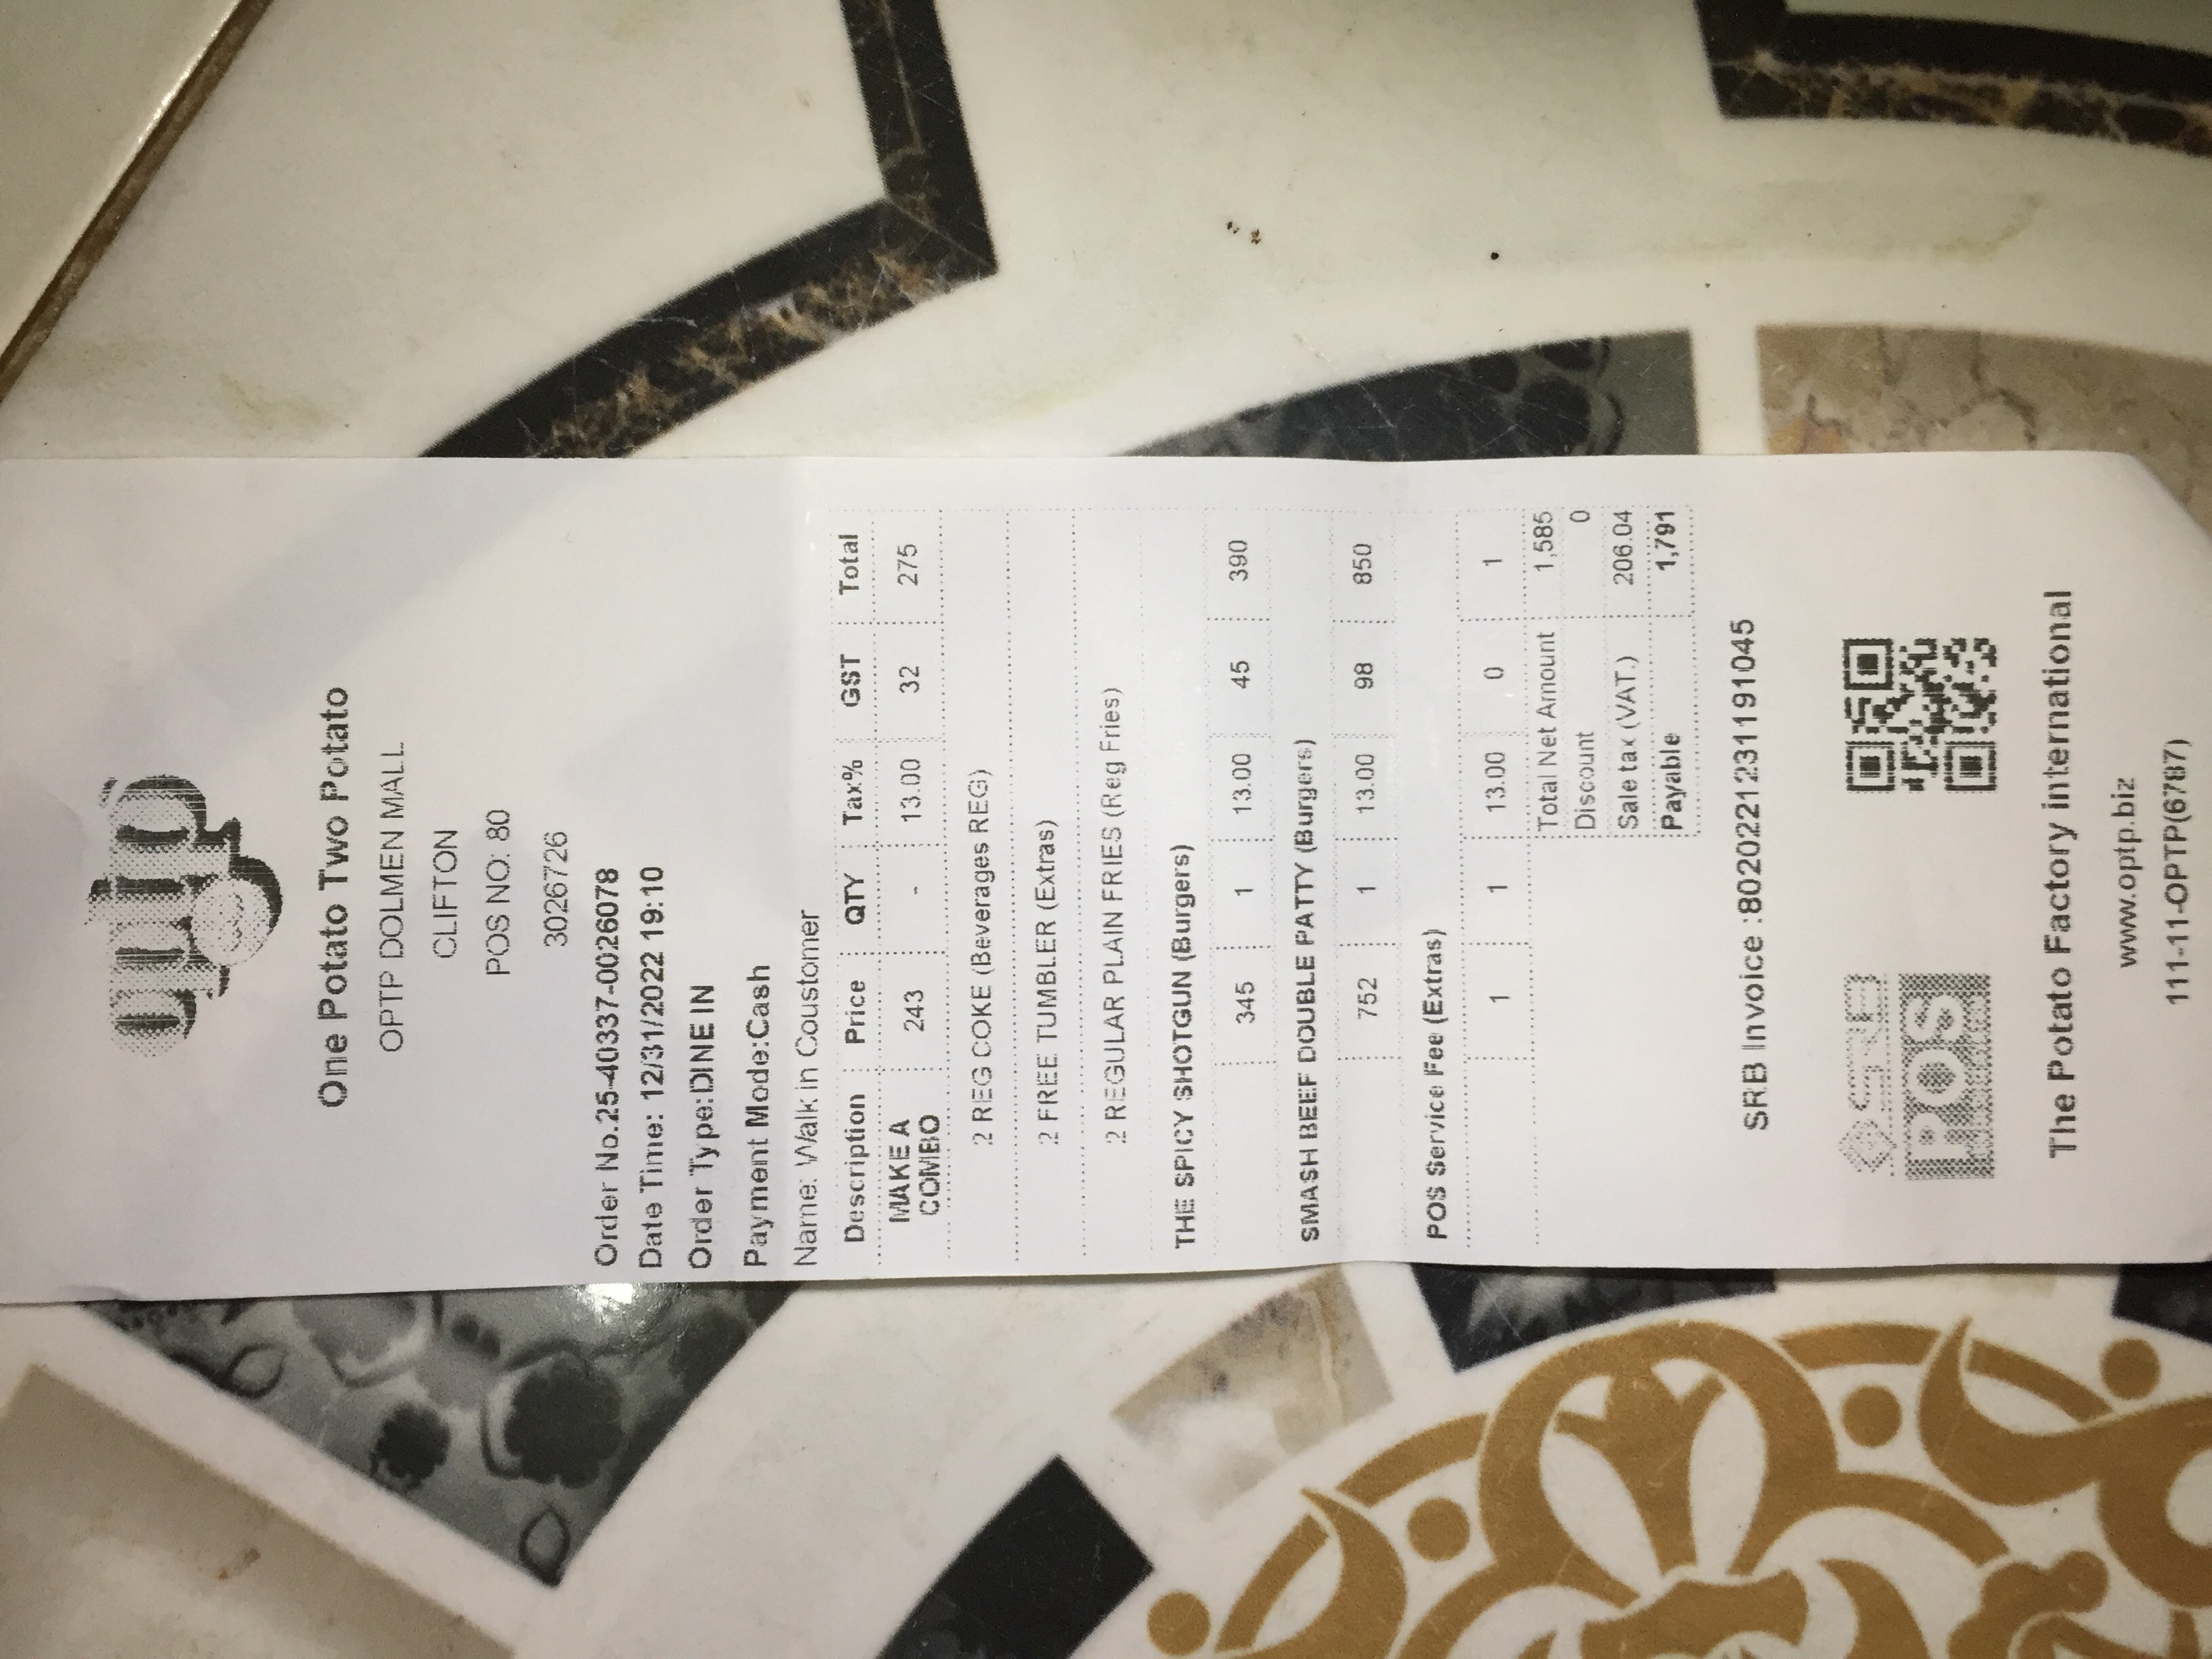 optp
One Potato Two Potato
OPTP DOLMEN MALL
CLIFTON
POS NO: 80
3026726
Order No.25-40337-0026078
Date Time: 12/31/2022 19:10
Order Type:DINE IN
Payment Mode:Cash
Name: Walk in Coustomer
Description Price QTY Tax% GST Total
MAKE A COMBO 243 - 13.00 32 275
2 REG COKE (Beverages REG)
2 FREE TUMBLER (Extras)
2 REGULAR PLAIN FRIES (Reg Fries)
THE SPICY SHOTGUN (Burgers)
345 1 13.00 45 390
SMASH BEEF DOUBLE PATTY (Burgers)
752 1 13.00 98 850
POS Service Fee (Extras)
1 1 13.00 0 1
Total Net Amount 1,585
Discount 0
Sale tax (VAT.) 206.04
Payable 1,791
SRB Invoice :8020221231191045
SRB
POS
The Potato Factory international
www.optp.biz
111-11-OPTP(6787)